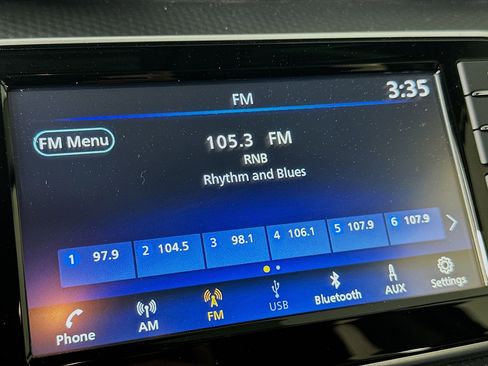 FM
3:35
FM Menu
105.3 FM
RNB
Rhythm and Blues
1 97.9 2 104.5 3 98.1 4 106.1 5 107.9 6 107.9
Phone AM FM USB Bluetooth AUX Settings